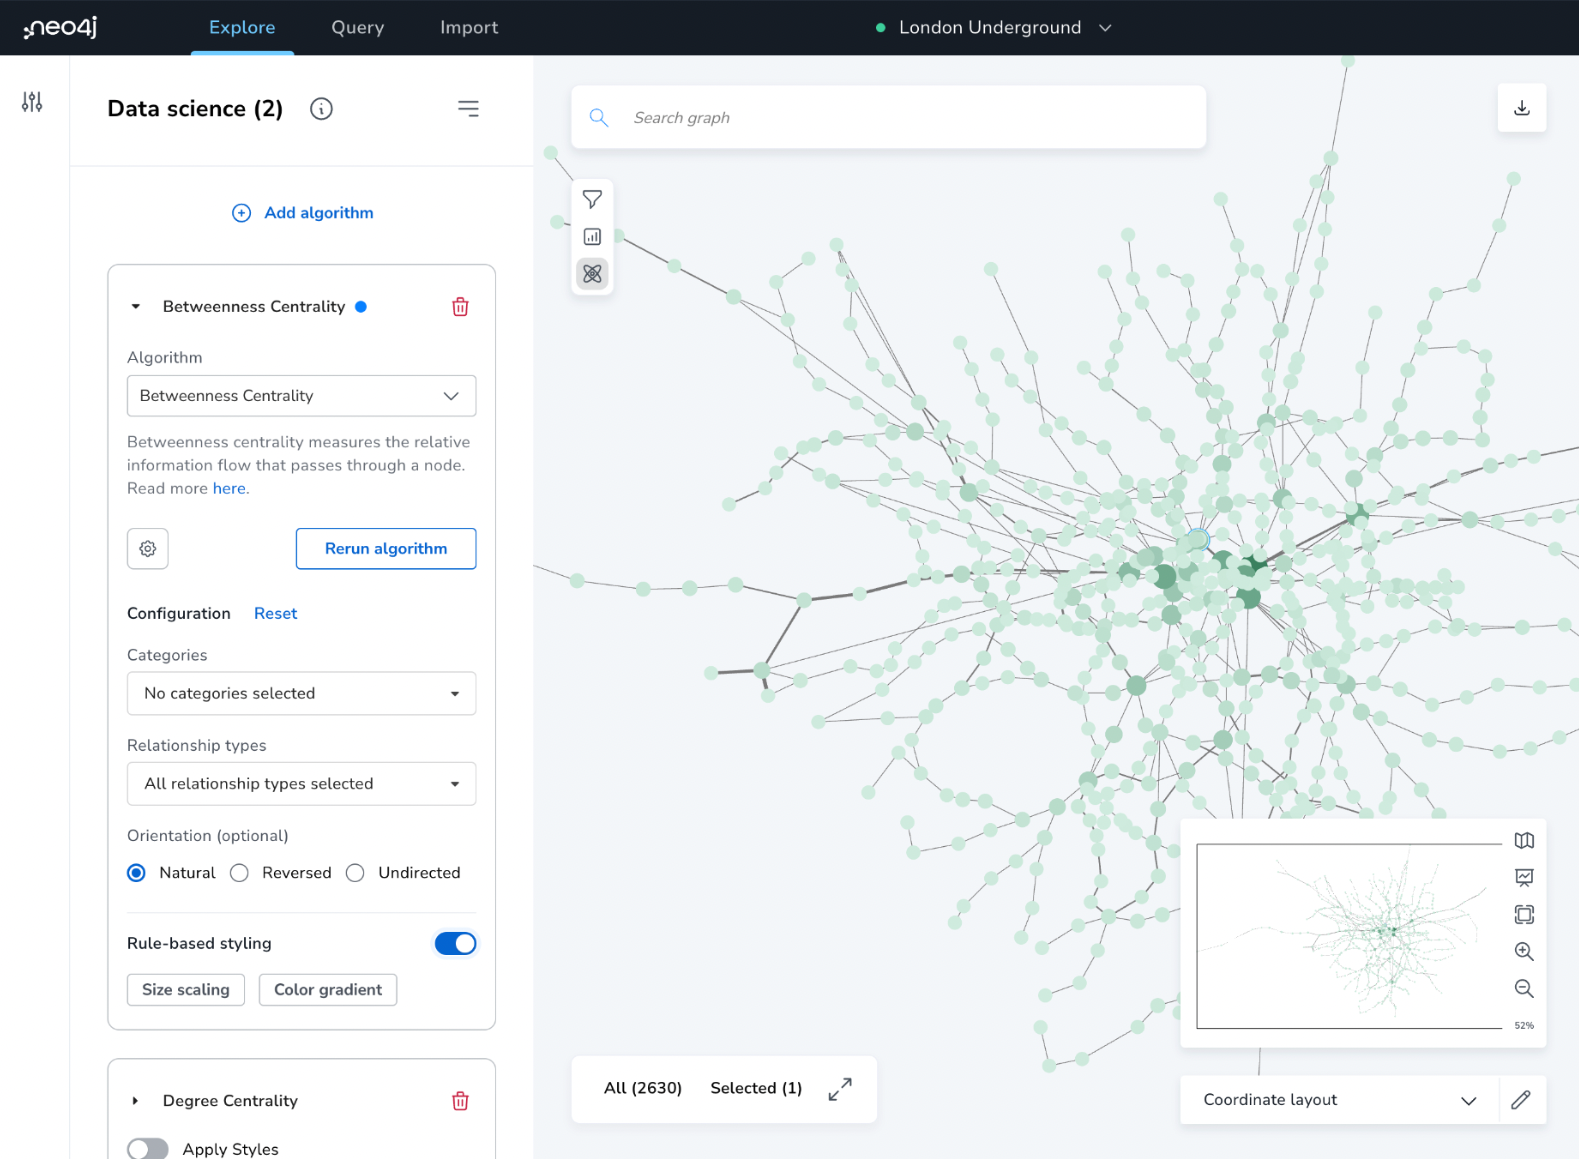 neo4j
Explore
Query
Import
London Underground
Data science (2)
Add algorithm
Betweenness Centrality
Algorithm
Betweenness Centrality
Betweenness centrality measures the relative
information flow that passes through a node.
Read more here.
Rerun algorithm
Configuration
Reset
Categories
No categories selected
Relationship types
All relationship types selected
Orientation (optional)
Natural
Reversed
Undirected
Rule-based styling
Size scaling
Color gradient
Degree Centrality
Apply Styles
Search graph
All (2630)
Selected (1)
52%
Coordinate layout